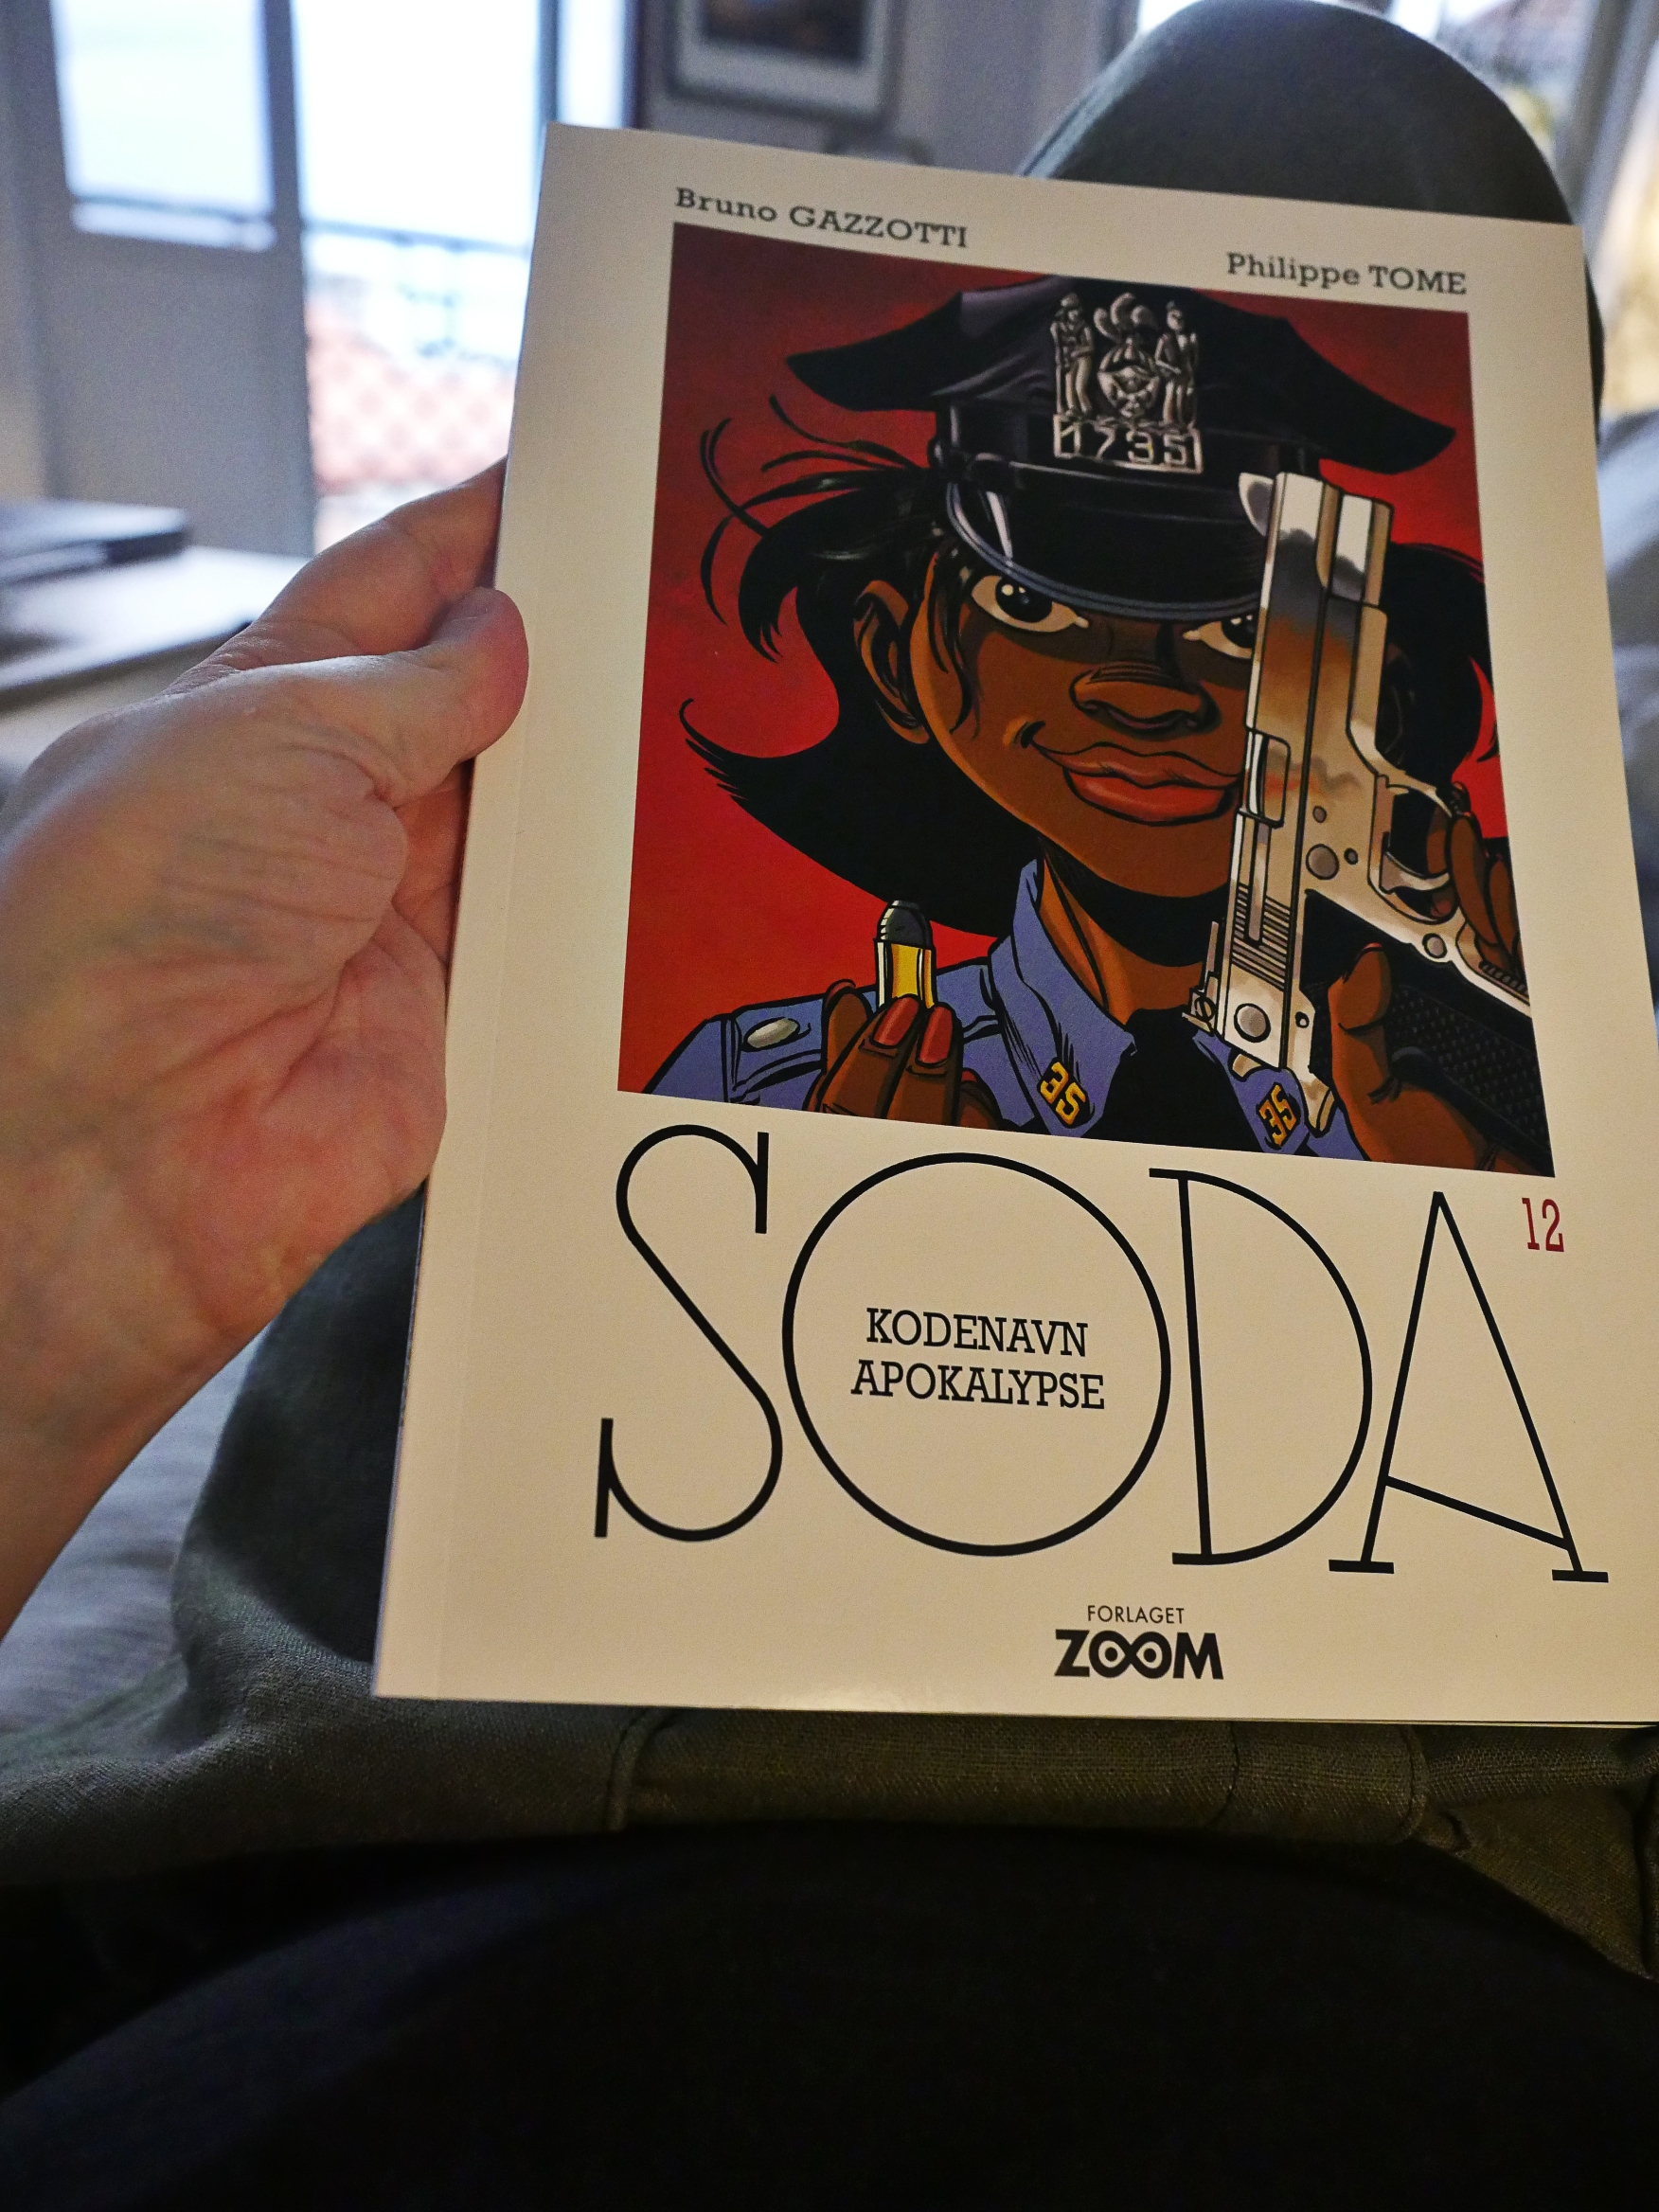 Bruno GAZZOTTI
Philippe TOME
1735
35
35
SODA
12
KODENAVN
APOKALYPSE
FORLAGET
ZOOM